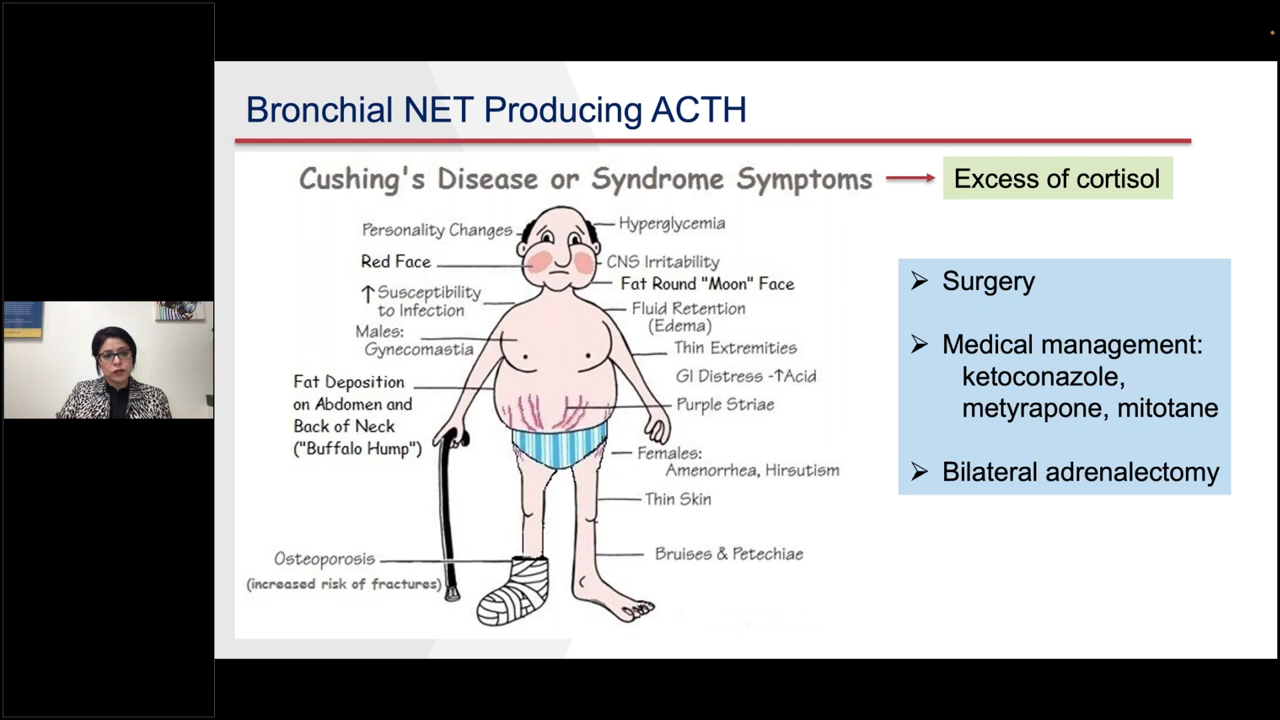 Bronchial NET Producing ACTH
Cushing's Disease or Syndrome Symptoms
Excess of cortisol
Personality Changes
Red Face
↑ Susceptibility
to Infection
Males:
Gynecomastia
Fat Deposition
on Abdomen and
Back of Neck
("Buffalo Hump")
Osteoporosis
(increased risk of fractures)
Hyperglycemia
CNS Irritability
Fat Round "Moon" Face
Fluid Retention
(Edema)
Thin Extremities
GI Distress -↑Acid
Purple Striae
Females:
Amenorrhea, Hirsutism
Thin Skin
Bruises & Petechiae
➢ Surgery
➢ Medical management:
ketoconazole,
metyrapone, mitotane
➢ Bilateral adrenalectomy